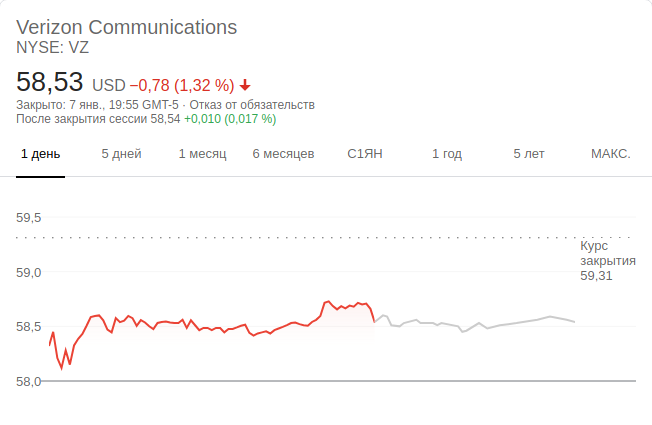 Verizon Communications
NYSE: VZ
58,53 USD −0,78 (1,32 %)
Закрыто: 7 янв., 19:55 GMT-5 · Отказ от обязательств
После закрытия сессии 58,54 +0,010 (0,017 %)
1 день 5 дней 1 месяц 6 месяцев С1ЯН 1 год 5 лет МАКС.
59,5
Курс
закрытия
59,31
59,0
58,5
58,0